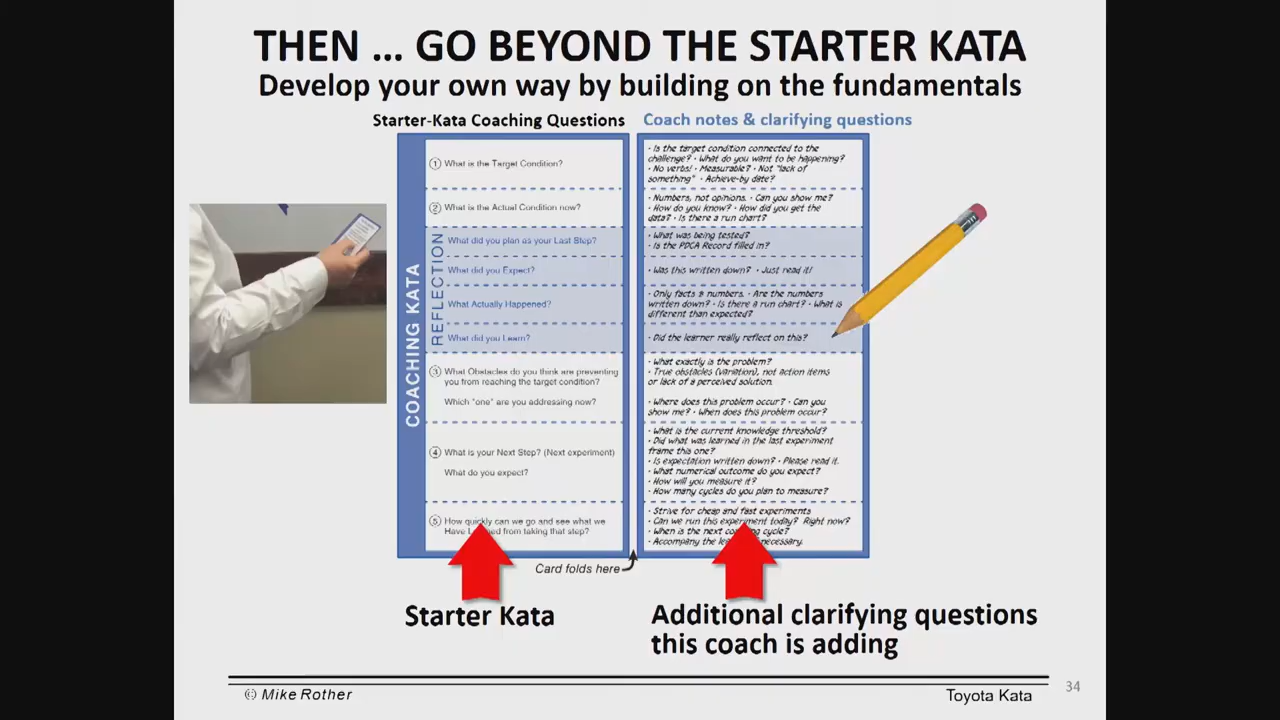 THEN ... GO BEYOND THE STARTER KATA
Develop your own way by building on the fundamentals
Starter-Kata Coaching Questions
COACHING KATA
① What is the Target Condition?
② What is the Actual Condition now?
REFLECTION
What did you plan as your Last Step?
What did you Expect?
What Actually Happened?
What did you Learn?
③ What Obstacles do you think are preventing
you from reaching the target condition?
Which "one" are you addressing now?
④ What is your Next Step? (Next experiment)
What do you expect?
⑤ How quickly can we go and see what we
Have from taking that step?
Coach notes & clarifying questions
· Is the target condition connected to the
challenge? · What do you want to be happening?
· No verbs! · Measurable? · Not "lack of
something" · Achieve-by date?
· Numbers, not opinions. · Can you show me?
· How do you know? · How did you get the
data? · Is there a run chart?
· What was being tested?
· Is the PDCA Record filled in?
· Was this written down? · Just read it!
· Only facts & numbers. · Are the numbers
written down? · Is there a run chart? · What is
different than expected?
· Did the learner really reflect on this?
· What exactly is the problem?
· True obstacles (variation), not action items
or lack of a perceived solution.
· Where does this problem occur? · Can you
show me? · When does this problem occur?
· What is the current knowledge threshold?
· Did what was learned in the last experiment
frame this one?
· Is expectation written down? · Please read it.
· What numerical outcome do you expect?
· How will you measure it?
· How many cycles do you plan to measure?
· Strive for cheap and fast experiments
· Can we run this experiment today? Right now?
· When is the next cycle?
· Accompany the necessary.
Card folds here
Starter Kata
Additional clarifying questions
this coach is adding
© Mike Rother
Toyota Kata
34